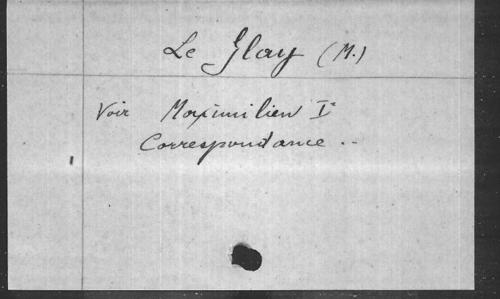 Le Glay (M.)
Voir Maximilien Ier
Correspondance ..